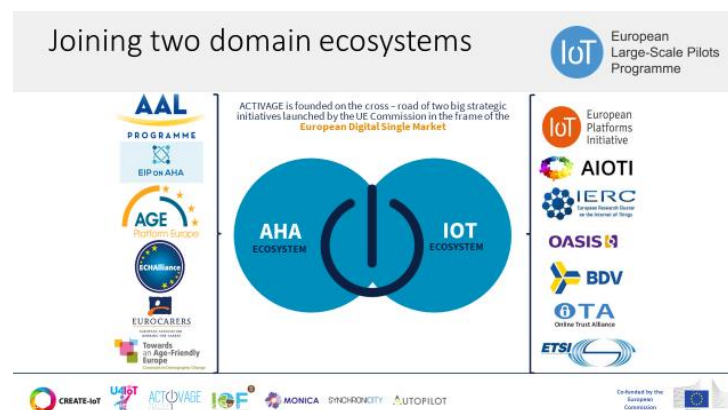 Joining two domain ecosystems
IoT
European
Large-Scale Pilots
Programme
AAL
PROGRAMME
EIP ON AHA
AGE
Platform Europe
ECHAlliance
EUROCARERS
Towards
an Age-Friendly
Europe
ACTIVAGE is founded on the cross – road of two big strategic
initiatives launched by the UE Commission in the frame of the
European Digital Single Market
AHA
ECOSYSTEM
IOT
ECOSYSTEM
IoT
European
Platforms
Initiative
AIOTI
IERC
European Research Cluster
on the Internet of Things
OASIS
BDV
OTA
Online Trust Alliance
ETSI
CREATE-IoT
U4IoT
ACTIVAGE
IOF
MONICA
SYNCHRONICITY
AUTOPILOT
Co-funded by the
European
Commission